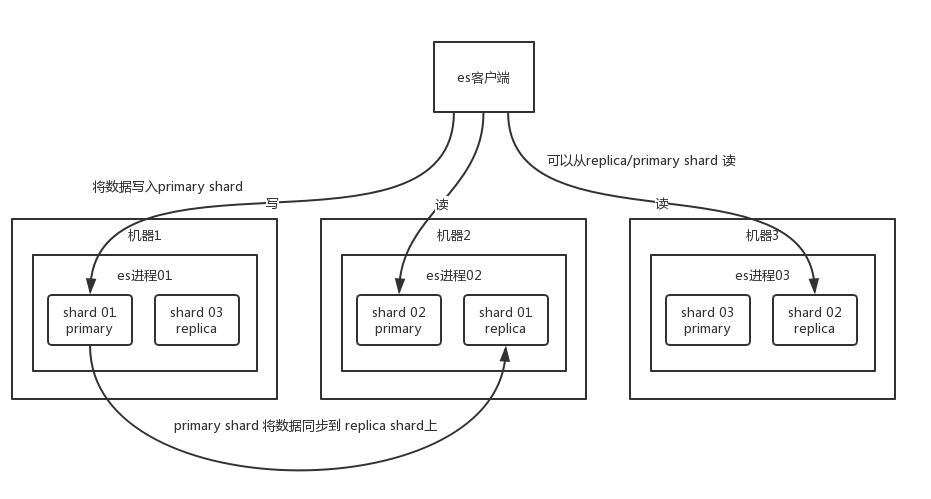 es客户端
可以从replica/primary shard 读
将数据写入primary shard
写
读
读
机器1
机器2
机器3
es进程01
es进程02
es进程03
shard 01
primary
shard 03
replica
shard 02
primary
shard 01
replica
shard 03
primary
shard 02
replica
primary shard 将数据同步到 replica shard上